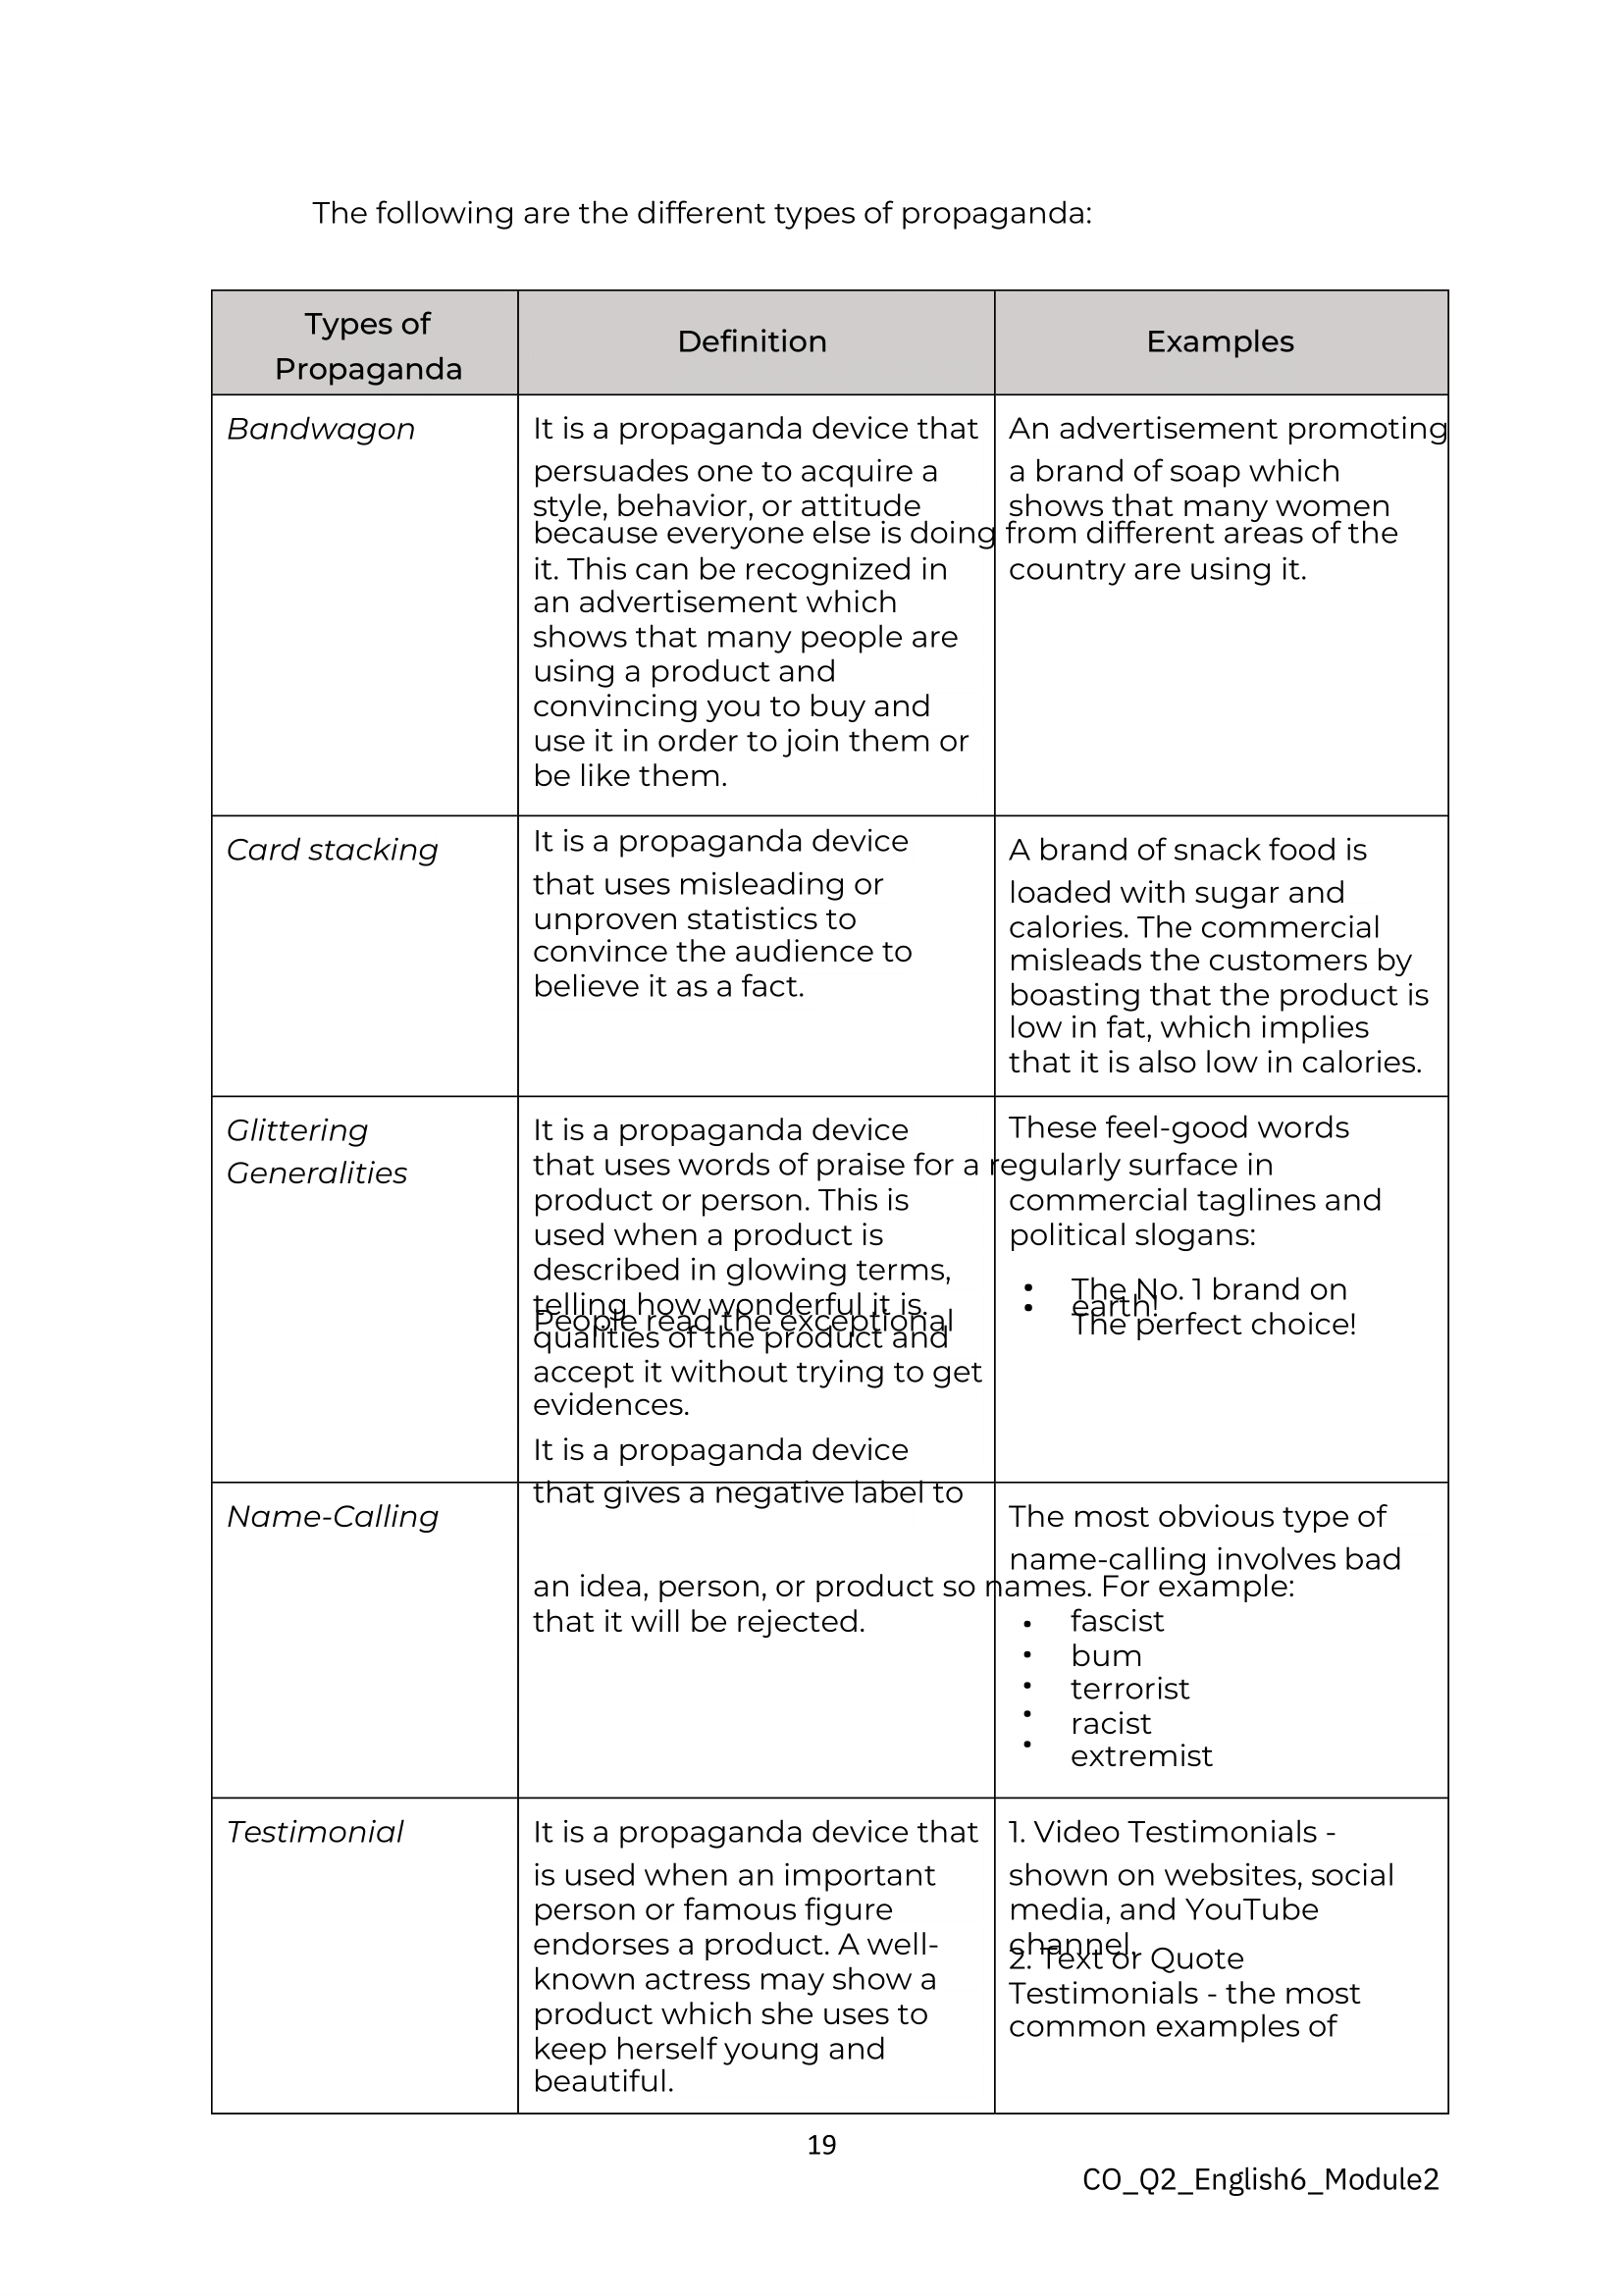 The following are the different types of propaganda:
Types of
Propaganda
Definition
Examples
Bandwagon
It is a propaganda device that
persuades one to acquire a
style, behavior, or attitude
because everyone else is doing
it. This can be recognized in
an advertisement which
shows that many people are
using a product and
convincing you to buy and
use it in order to join them or
be like them.
An advertisement promoting
a brand of soap which
shows that many women
from different areas of the
country are using it.
Card stacking
It is a propaganda device
that uses misleading or
unproven statistics to
convince the audience to
believe it as a fact.
A brand of snack food is
loaded with sugar and
calories. The commercial
misleads the customers by
boasting that the product is
low in fat, which implies
that it is also low in calories.
Glittering
Generalities
It is a propaganda device
that uses words of praise for a
product or person. This is
used when a product is
described in glowing terms,
telling how wonderful it is.
People read the exceptional
qualities of the product and
accept it without trying to get
evidences.
These feel-good words
regularly surface in
commercial taglines and
political slogans:
• The No. 1 brand on
earth!
• The perfect choice!
Name-Calling
It is a propaganda device
that gives a negative label to
an idea, person, or product so
that it will be rejected.
The most obvious type of
name-calling involves bad
names. For example:
• fascist
• bum
• terrorist
• racist
• extremist
Testimonial
It is a propaganda device that
is used when an important
person or famous figure
endorses a product. A well-
known actress may show a
product which she uses to
keep herself young and
beautiful.
1. Video Testimonials -
shown on websites, social
media, and YouTube
channel.
2. Text or Quote
Testimonials - the most
common examples of
19
CO_Q2_English6_Module2